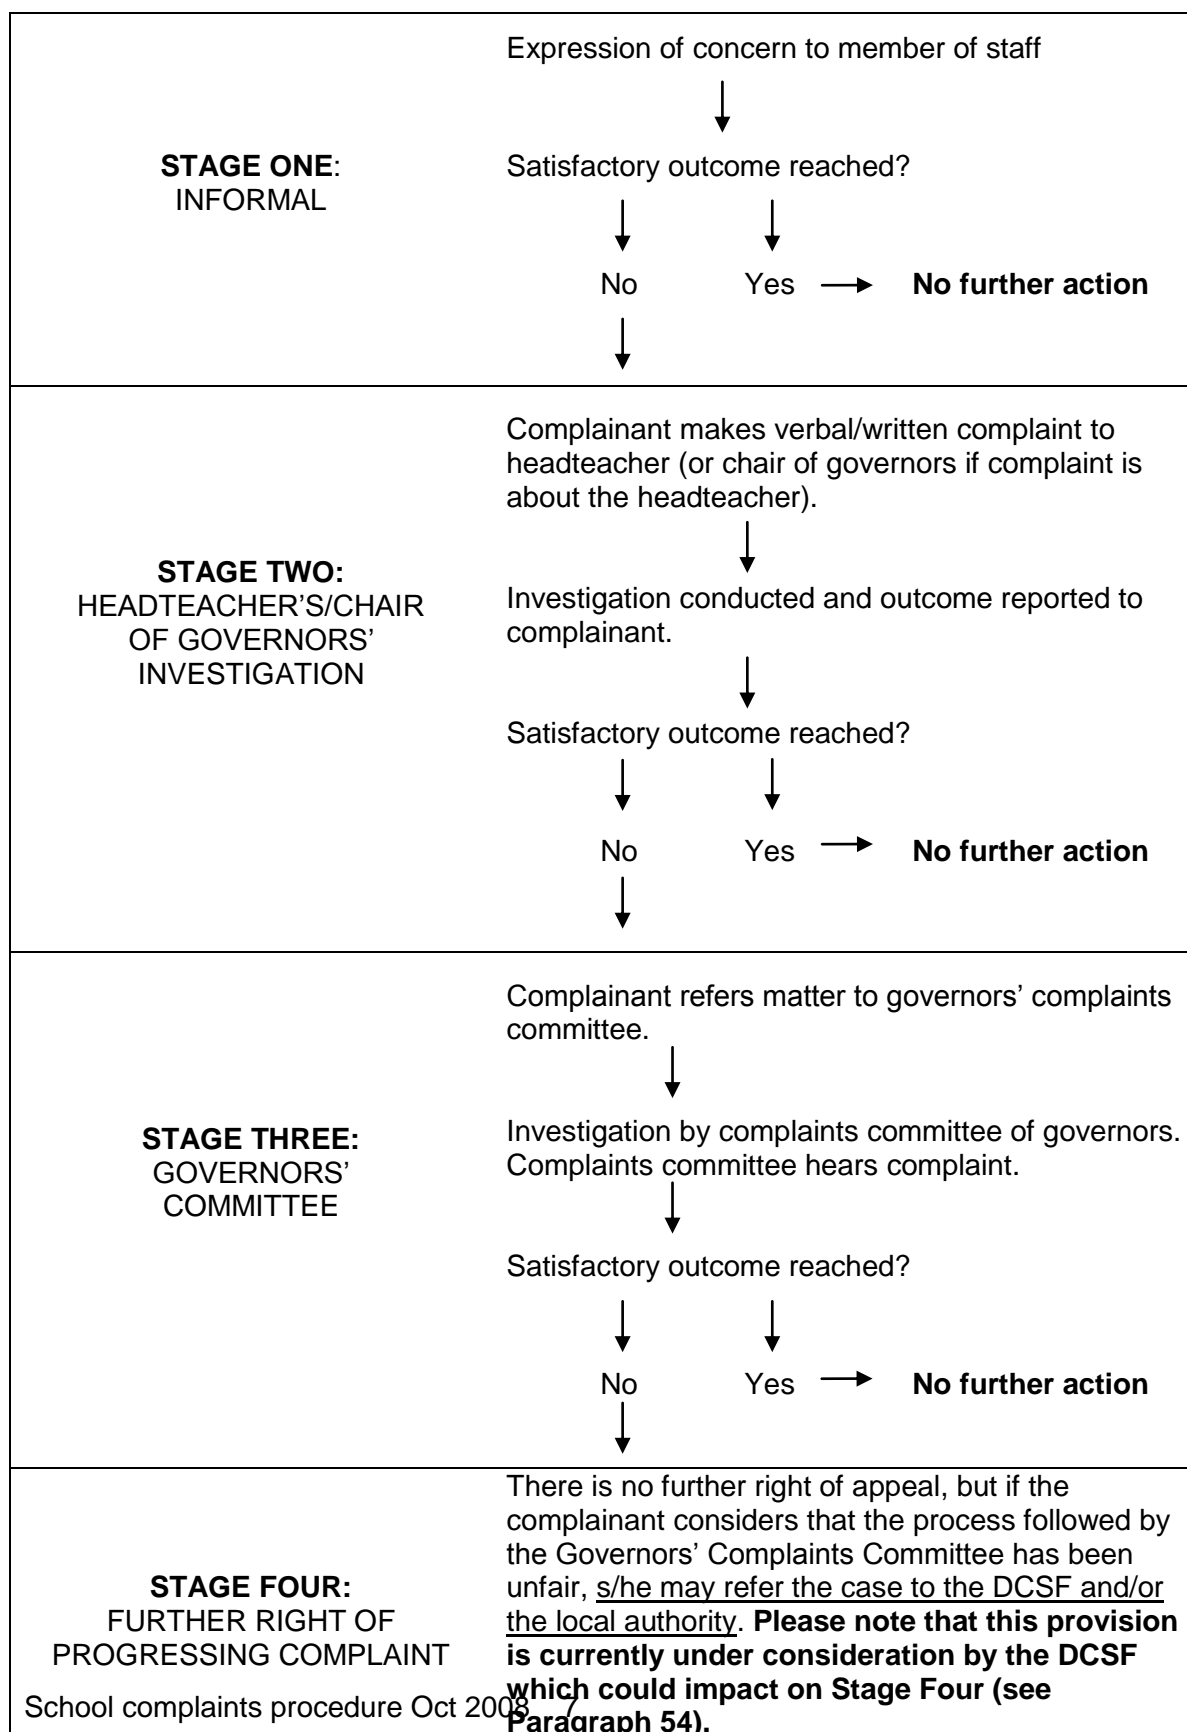 Expression of concern to member of staff
STAGE ONE:
INFORMAL
Satisfactory outcome reached?
No Yes No further action
Complainant makes verbal/written complaint to
headteacher (or chair of governors if complaint is
about the headteacher).
STAGE TWO:
HEADTEACHER’S/CHAIR
OF GOVERNORS’
INVESTIGATION
Investigation conducted and outcome reported to
complainant.
Satisfactory outcome reached?
No Yes No further action
Complainant refers matter to governors’ complaints
committee.
STAGE THREE:
GOVERNORS’
COMMITTEE
Investigation by complaints committee of governors.
Complaints committee hears complaint.
Satisfactory outcome reached?
No Yes No further action
STAGE FOUR:
FURTHER RIGHT OF
PROGRESSING COMPLAINT
There is no further right of appeal, but if the
complainant considers that the process followed by
the Governors’ Complaints Committee has been
unfair, s/he may refer the case to the DCSF and/or
the local authority. Please note that this provision
is currently under consideration by the DCSF
which could impact on Stage Four (see
Paragraph 54).
School complaints procedure Oct 2008 7